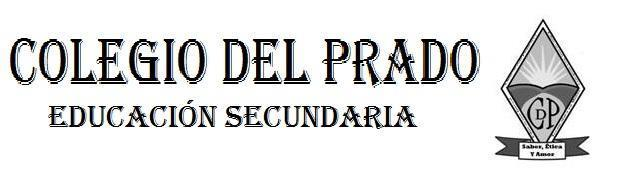 COLEGIO DEL PRADO
EDUCACIÓN SECUNDARIA
CDP
Saber, Ética
Y Amor